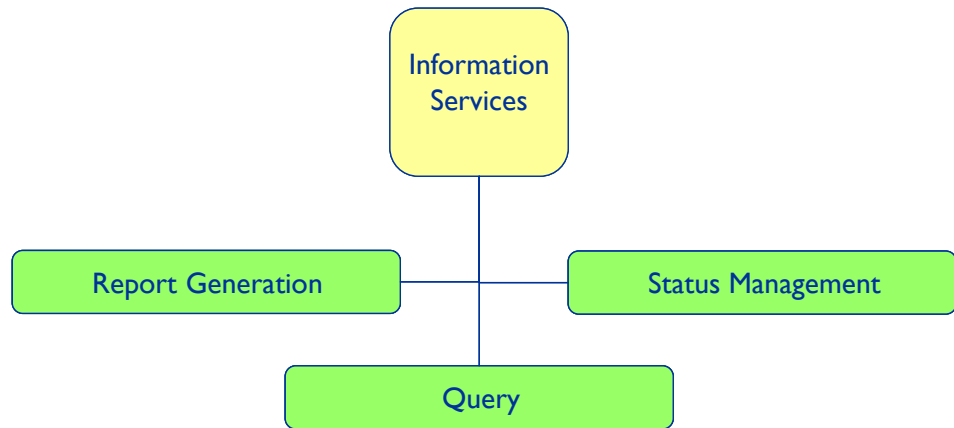 Information
Services
Report Generation
Status Management
Query